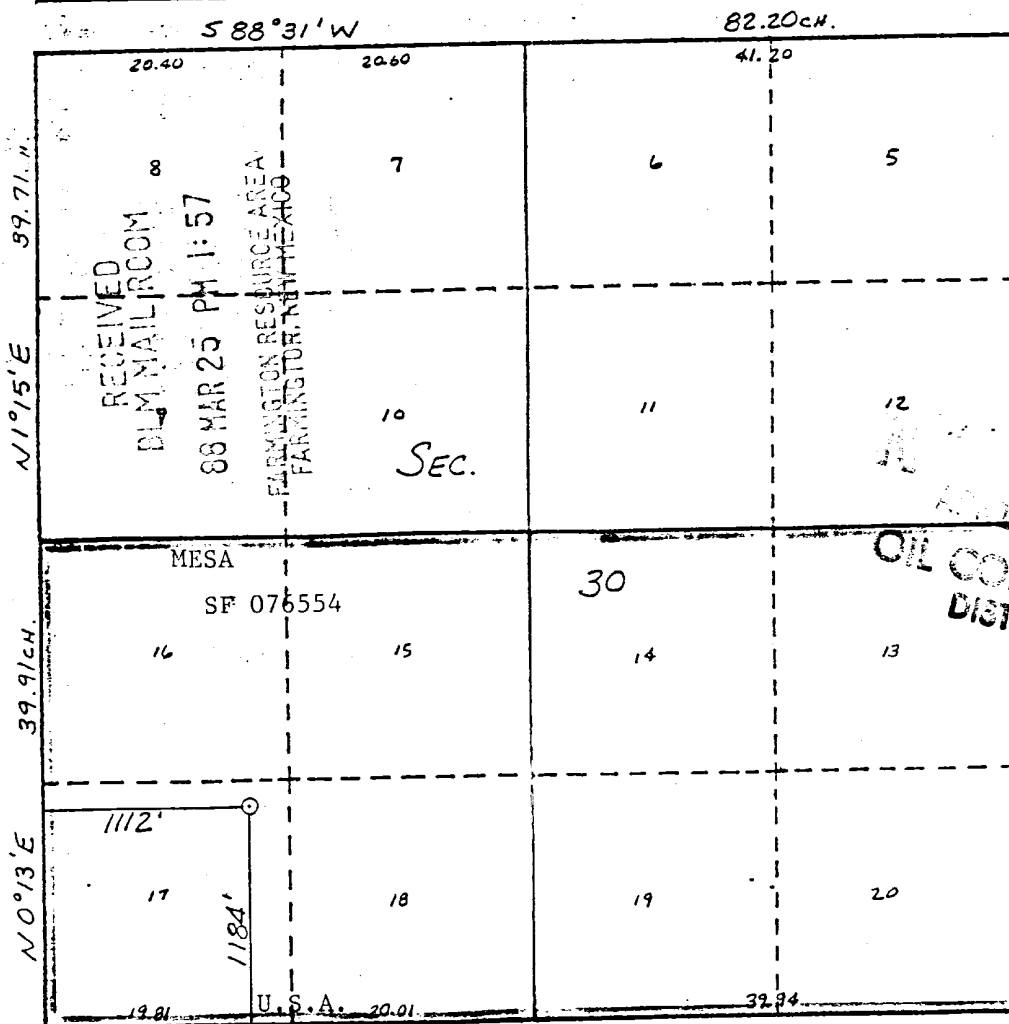 S 88°31'W 82.20CH.
20.40 20.60 41.20
8 7 6 5
RECEIVED
BLM MAIL ROOM
88 MAR 25 PM 1:57
FARMINGTON RESOURCE AREA
FARMINGTON, NEW MEXICO
39.71
N 1°15'E
9 10 11 12
SEC.
OIL CO
DIST
MESA
SF 076554
30
16 15 14 13
39.91CH.
N 0°13'E
1112'
1184'
17 18 19 20
U.S.A.
19.81 20.01 39.94